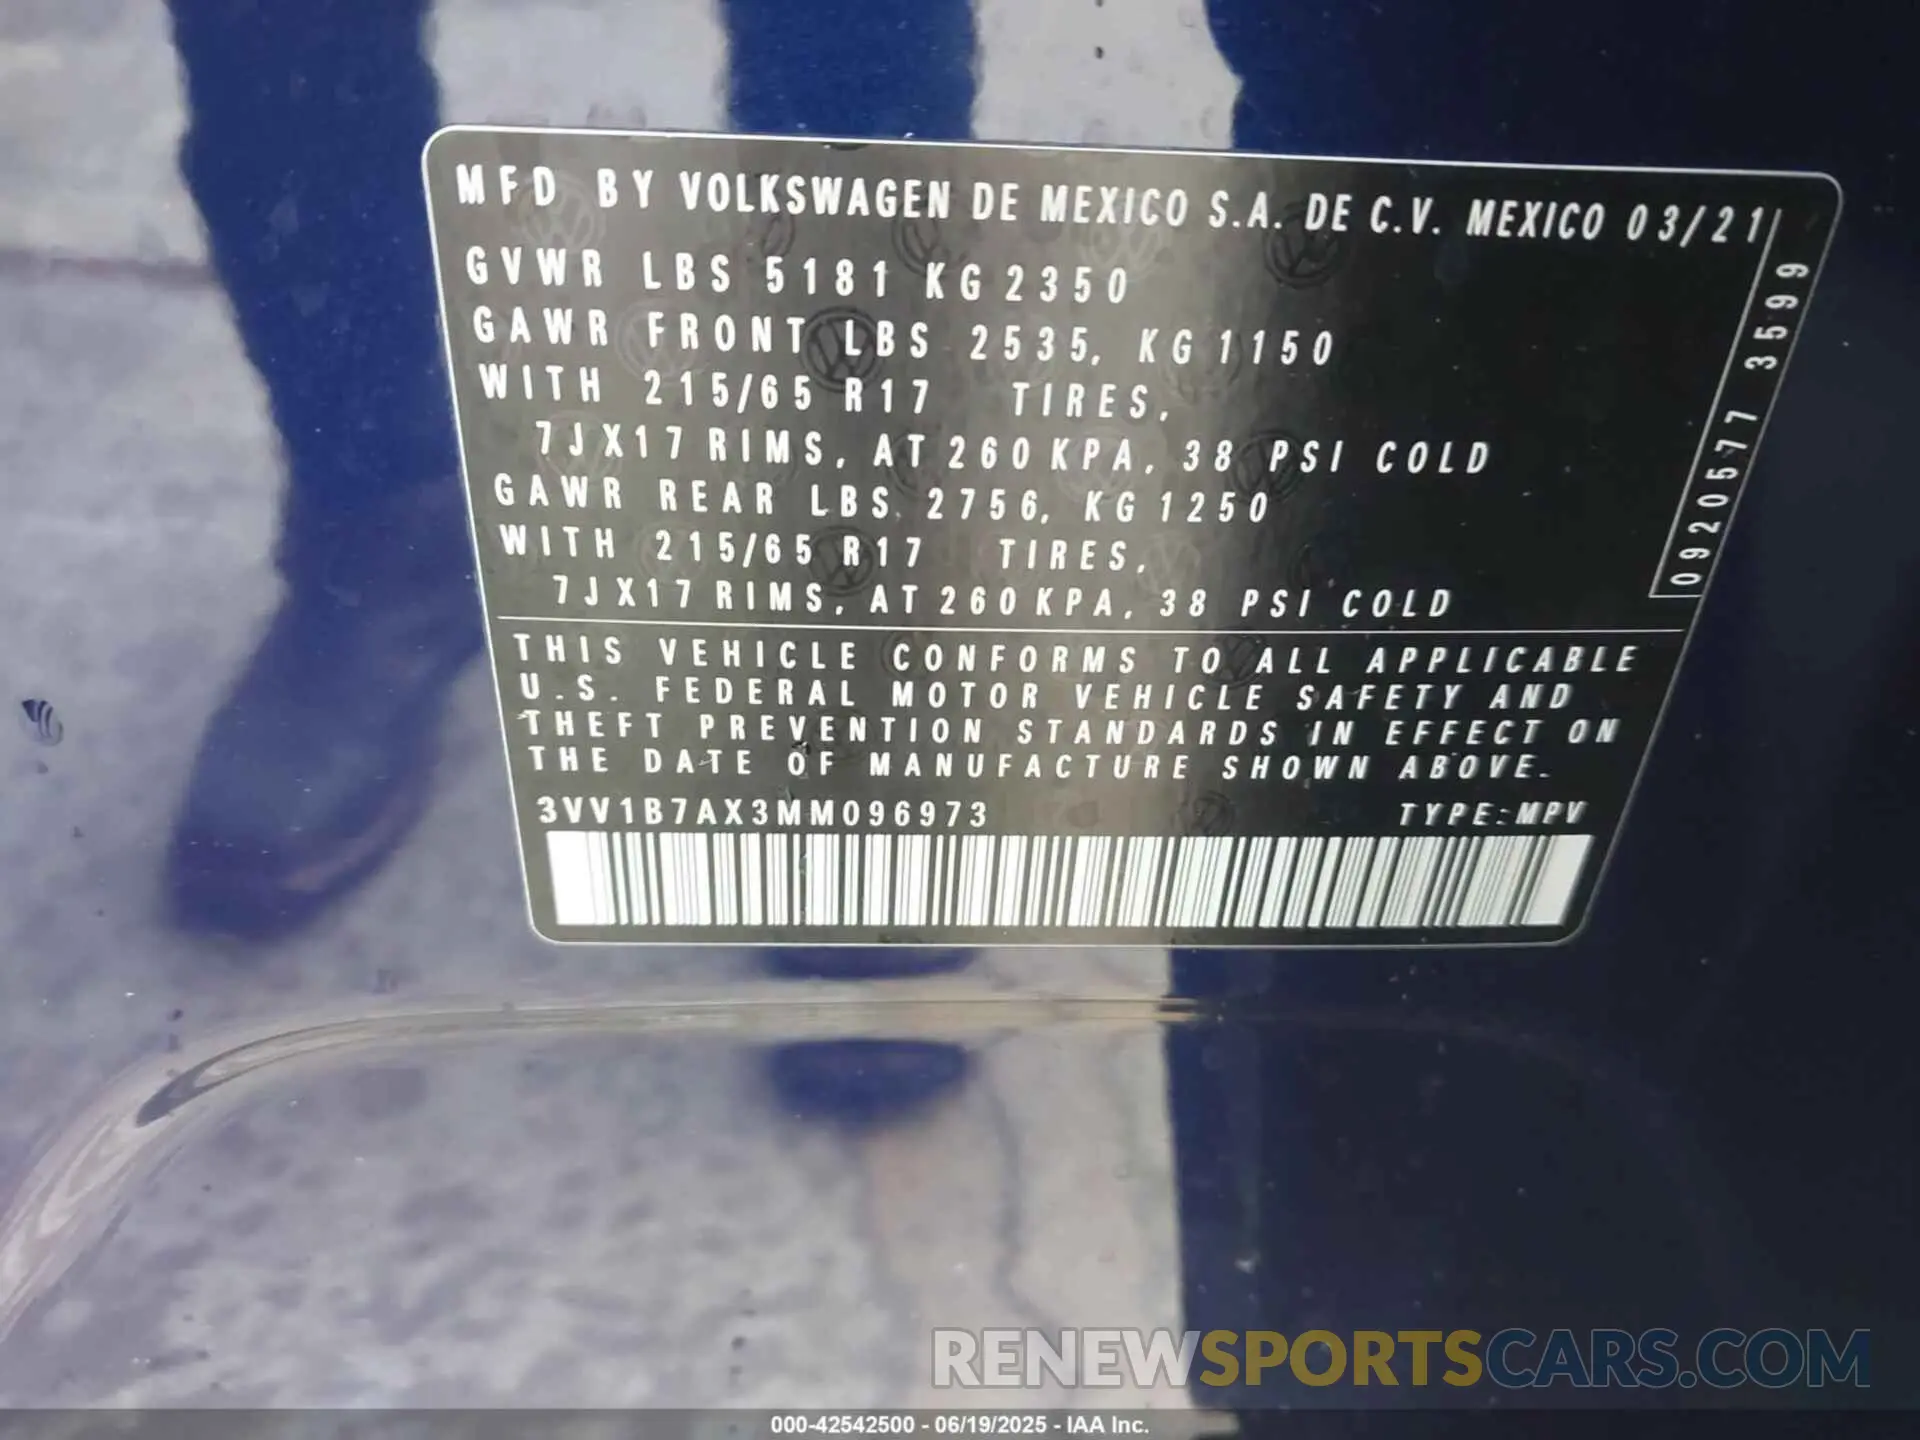 MFD BY VOLKSWAGEN DE MEXICO S.A. DE C.V. MEXICO 03/21
GVWR LBS 5181 KG 2350
GAWR FRONT LBS 2535, KG 1150
WITH 215/65 R17 TIRES,
7JX17 RIMS, AT 260 KPA, 38 PSI COLD
GAWR REAR LBS. 2756, KG 1250
WITH 215/65 R17 TIRES,
7JX17 RIMS, AT 260 KPA, 38 PSI COLD
0920577 3599
THIS VEHICLE CONFORMS TO ALL APPLICABLE
U.S. FEDERAL MOTOR VEHICLE SAFETY AND
THEFT PREVENTION STANDARDS IN EFFECT ON
THE DATE OF MANUFACTURE SHOWN ABOVE.
3VV1B7AX3MM096973 TYPE: MPV
RENEWSPORTSCARS.COM
000-42542500 - 06/19/2025 - IAA Inc.